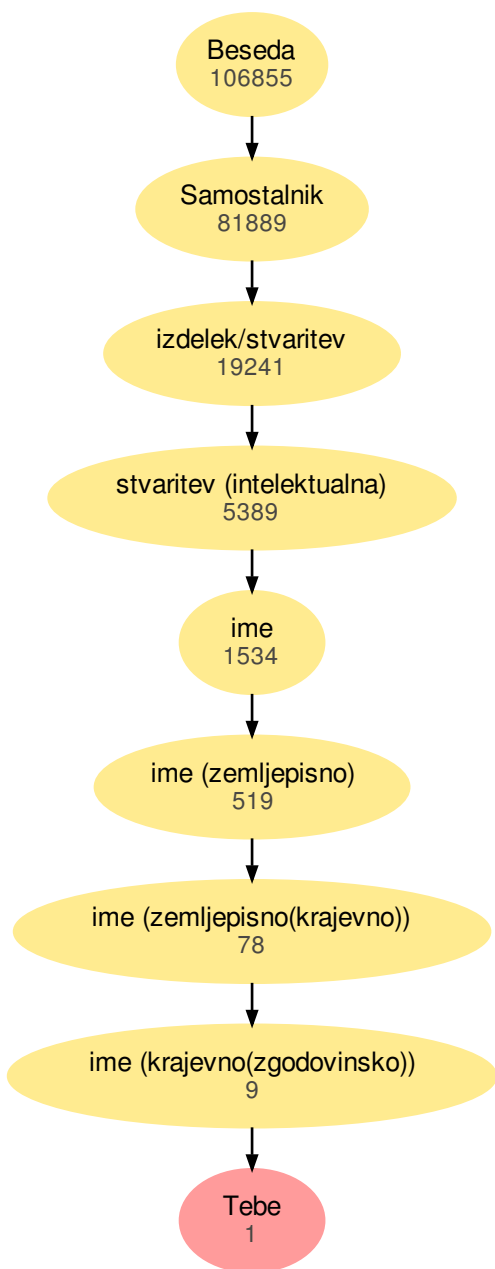 Beseda
106855
Samostalnik
81889
izdelek/stvaritev
19241
stvaritev (intelektualna)
5389
ime
1534
ime (zemljepisno)
519
ime (zemljepisno(krajevno))
78
ime (krajevno(zgodovinsko))
9
Tebe
1